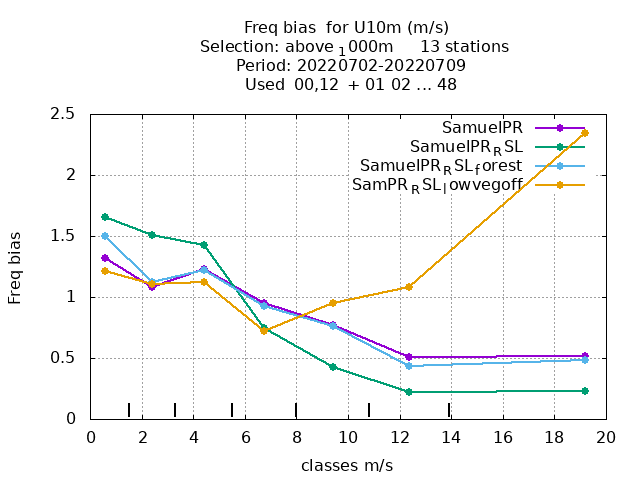 Freq bias for U10m (m/s)
Selection: above ₁000m 13 stations
Period: 20220702-20220709
Used 00,12 + 01 02 ... 48
SamuelPR
SamuelPR_RSL
SamuelPR_RSL_forest
SamPR_RSL_lowvegoff
Freq bias
2.5
2
1.5
1
0.5
0
0 2 4 6 8 10 12 14 16 18 20
classes m/s